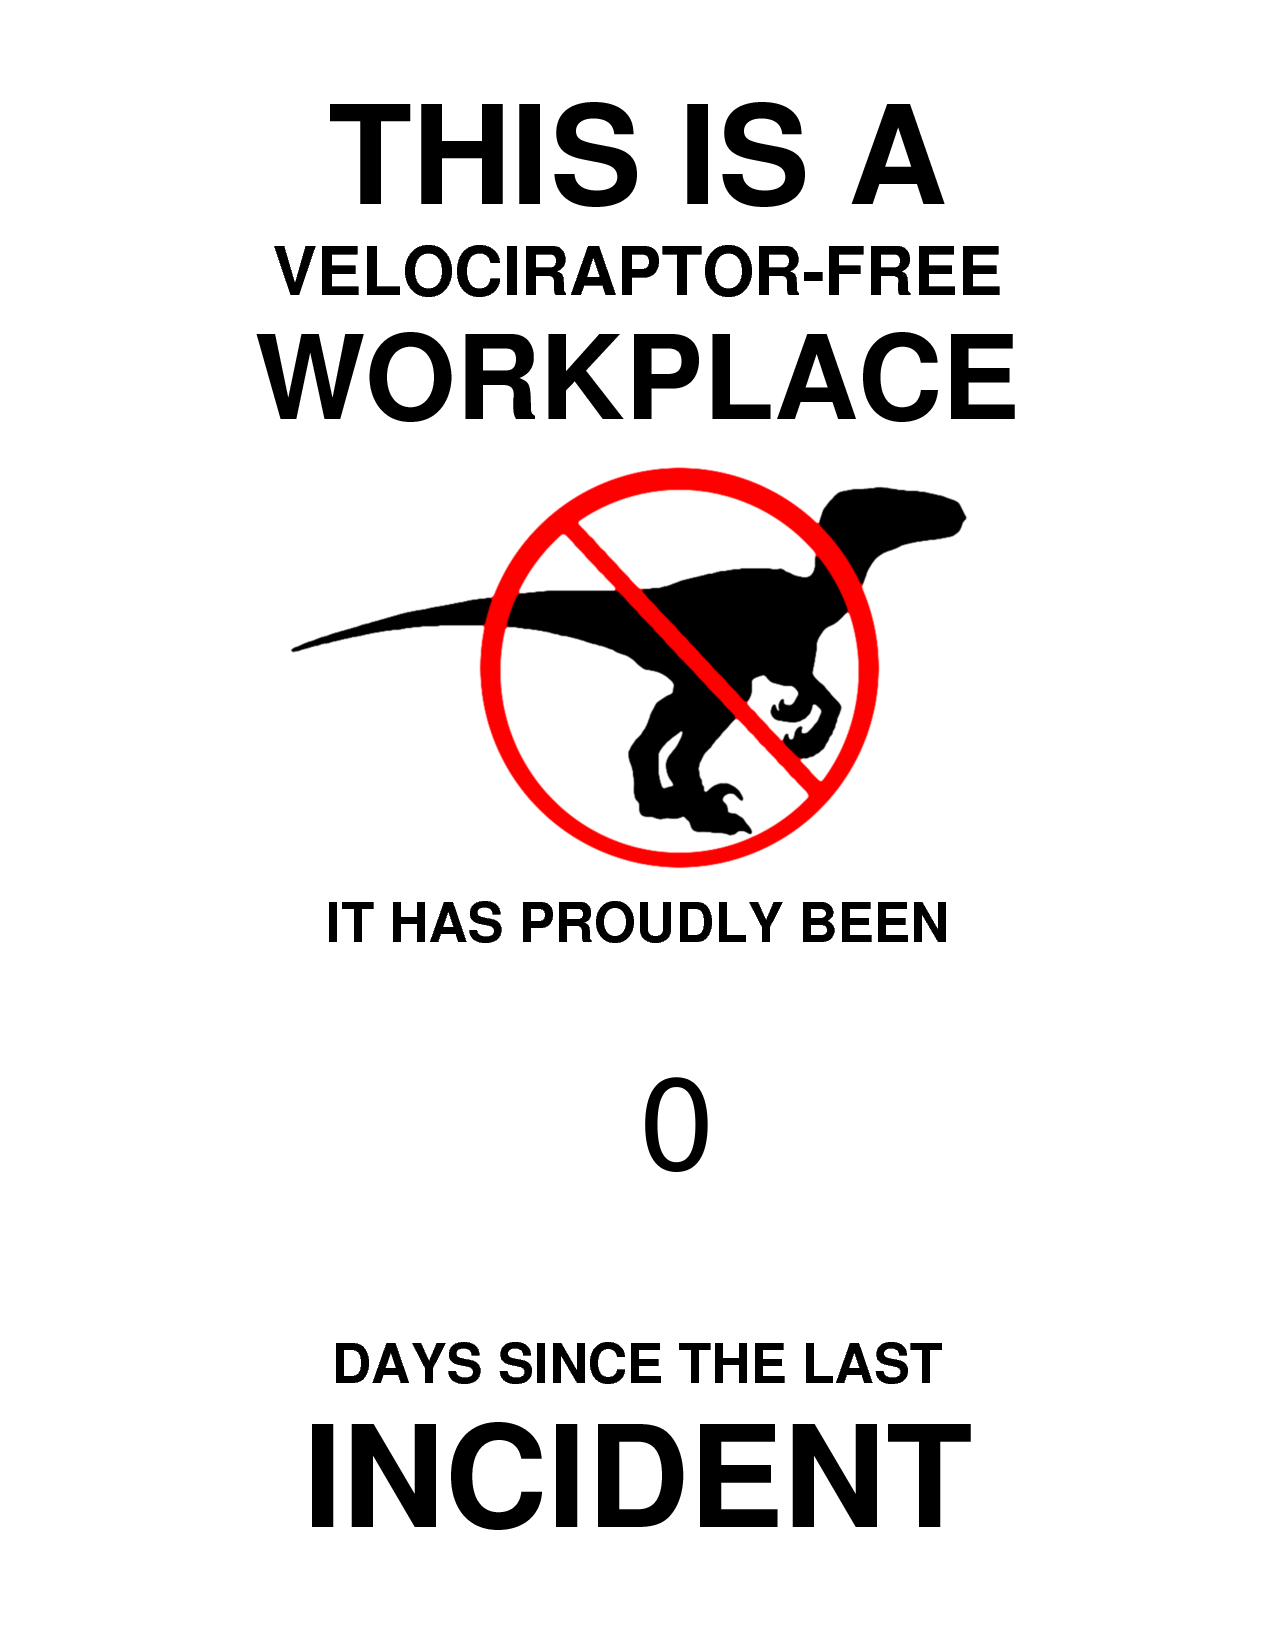 THIS IS A
VELOCIRAPTOR-FREE
WORKPLACE
IT HAS PROUDLY BEEN
0
DAYS SINCE THE LAST
INCIDENT